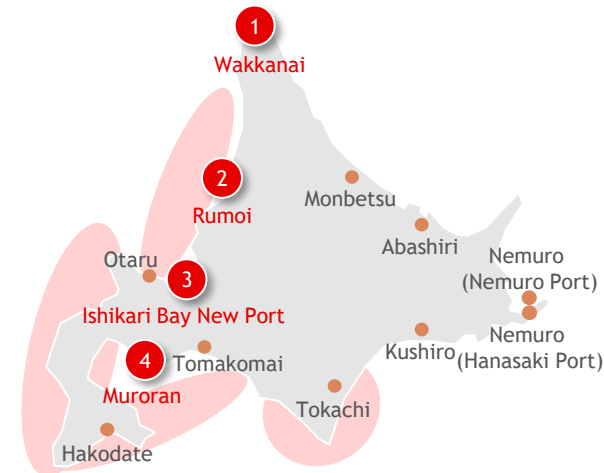 1
Wakkanai
2
Rumoi
Monbetsu
Abashiri
Nemuro
(Nemuro Port)
Otaru
3
Ishikari Bay New Port
Nemuro
(Hanasaki Port)
Kushiro
4
Tomakomai
Muroran
Tokachi
Hakodate